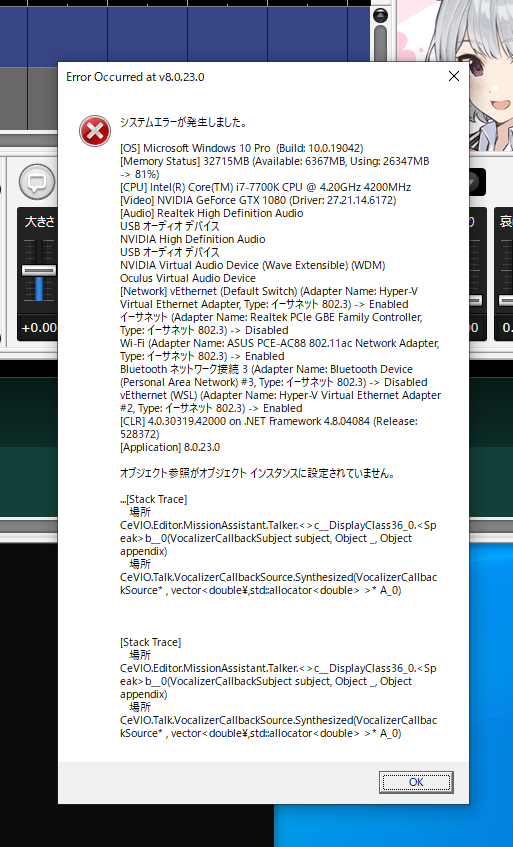 Error Occurred at v8.0.23.0
システムエラーが発生しました。
[OS] Microsoft Windows 10 Pro (Build: 10.0.19042)
[Memory Status] 32715MB (Available: 6367MB, Using: 26347MB
-> 81%)
[CPU] Intel(R) Core(TM) i7-7700K CPU @ 4.20GHz 4200MHz
[Video] NVIDIA GeForce GTX 1080 (Driver: 27.21.14.6172)
[Audio] Realtek High Definition Audio
USB オーディオ デバイス
NVIDIA High Definition Audio
USB オーディオ デバイス
NVIDIA Virtual Audio Device (Wave Extensible) (WDM)
Oculus Virtual Audio Device
[Network] vEthernet (Default Switch) (Adapter Name: Hyper-V
Virtual Ethernet Adapter, Type: イーサネット 802.3) -> Enabled
イーサネット (Adapter Name: Realtek PCIe GBE Family Controller,
Type: イーサネット 802.3) -> Disabled
Wi-Fi (Adapter Name: ASUS PCE-AC88 802.11ac Network Adapter,
Type: イーサネット 802.3) -> Enabled
Bluetooth ネットワーク接続 3 (Adapter Name: Bluetooth Device
(Personal Area Network) #3, Type: イーサネット 802.3) -> Disabled
vEthernet (WSL) (Adapter Name: Hyper-V Virtual Ethernet Adapter
#2, Type: イーサネット 802.3) -> Enabled
[CLR] 4.0.30319.42000 on .NET Framework 4.8.04084 (Release:
528372)
[Application] 8.0.23.0
オブジェクト参照がオブジェクト インスタンスに設定されていません。
...[Stack Trace]
場所
CeVIO.Editor.MissionAssistant.Talker.<>c__DisplayClass36_0.<Sp
eak>b__0(VocalizerCallbackSubject subject, Object _, Object
appendix)
場所
CeVIO.Talk.VocalizerCallbackSource.Synthesized(VocalizerCallbac
kSource* , vector<double¥,std::allocator<double> >* A_0)
[Stack Trace]
場所
CeVIO.Editor.MissionAssistant.Talker.<>c__DisplayClass36_0.<Sp
eak>b__0(VocalizerCallbackSubject subject, Object _, Object
appendix)
場所
CeVIO.Talk.VocalizerCallbackSource.Synthesized(VocalizerCallbac
kSource* , vector<double¥,std::allocator<double> >* A_0)
OK
大きさ
+0.00
00
哀
0.0